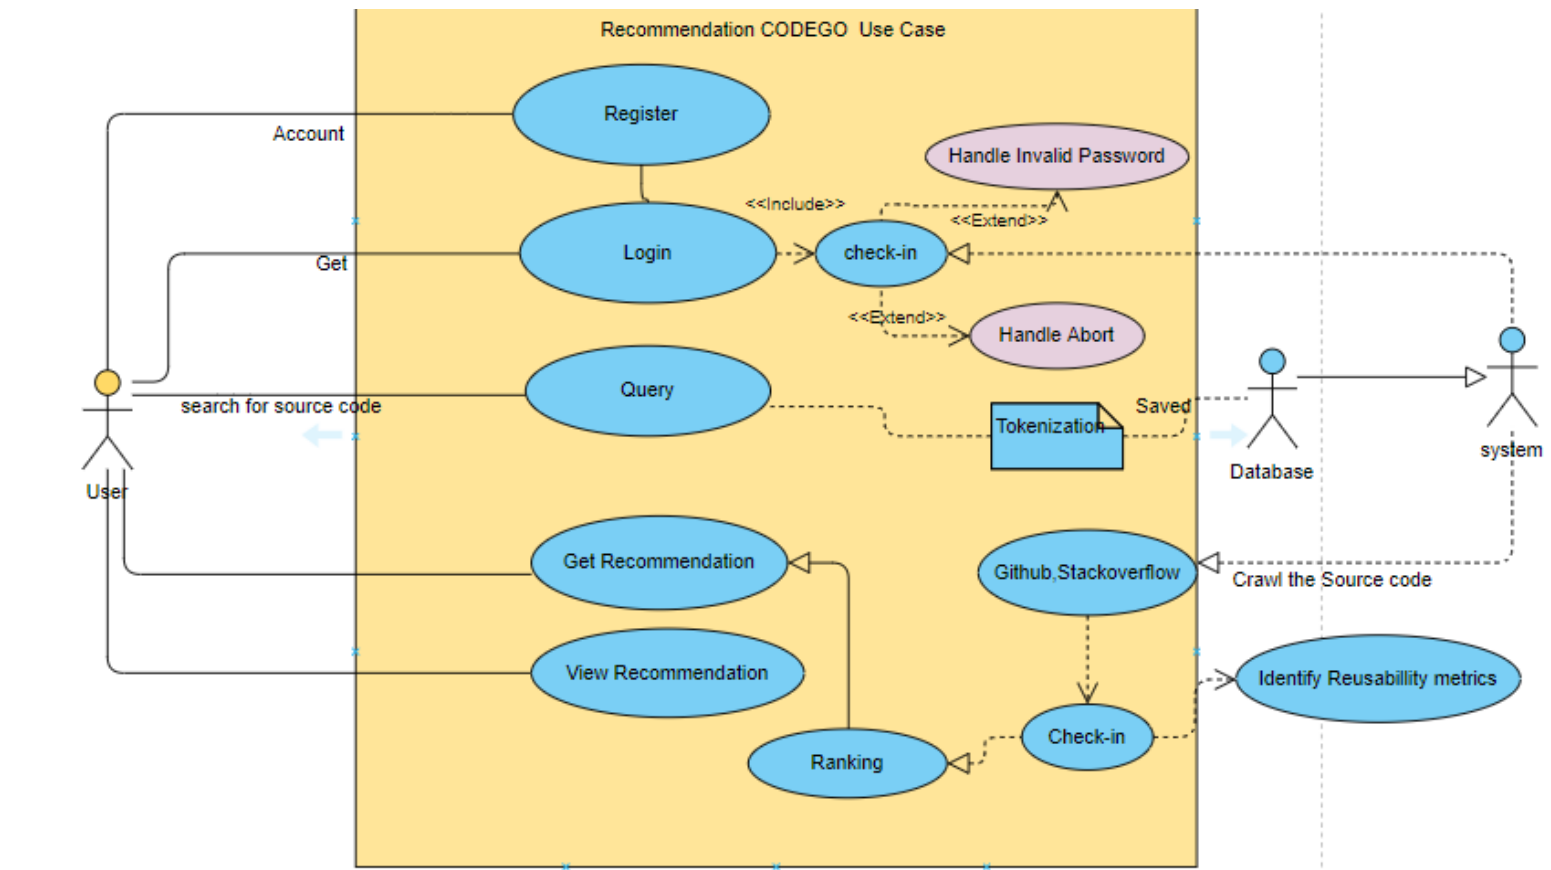 Recommendation CODEGO  Use Case
Register
Account
Handle Invalid Password
<<Include>>
<<Extend>>
Login
check-in
Get
<<Extend>>
Handle Abort
Query
search for source code
Saved
Tokenization
system
Database
User
Get Recommendation
Github,Stackoverflow
Crawl the Source code
View Recommendation
Identify Reusabillity metrics
Check-in
Ranking